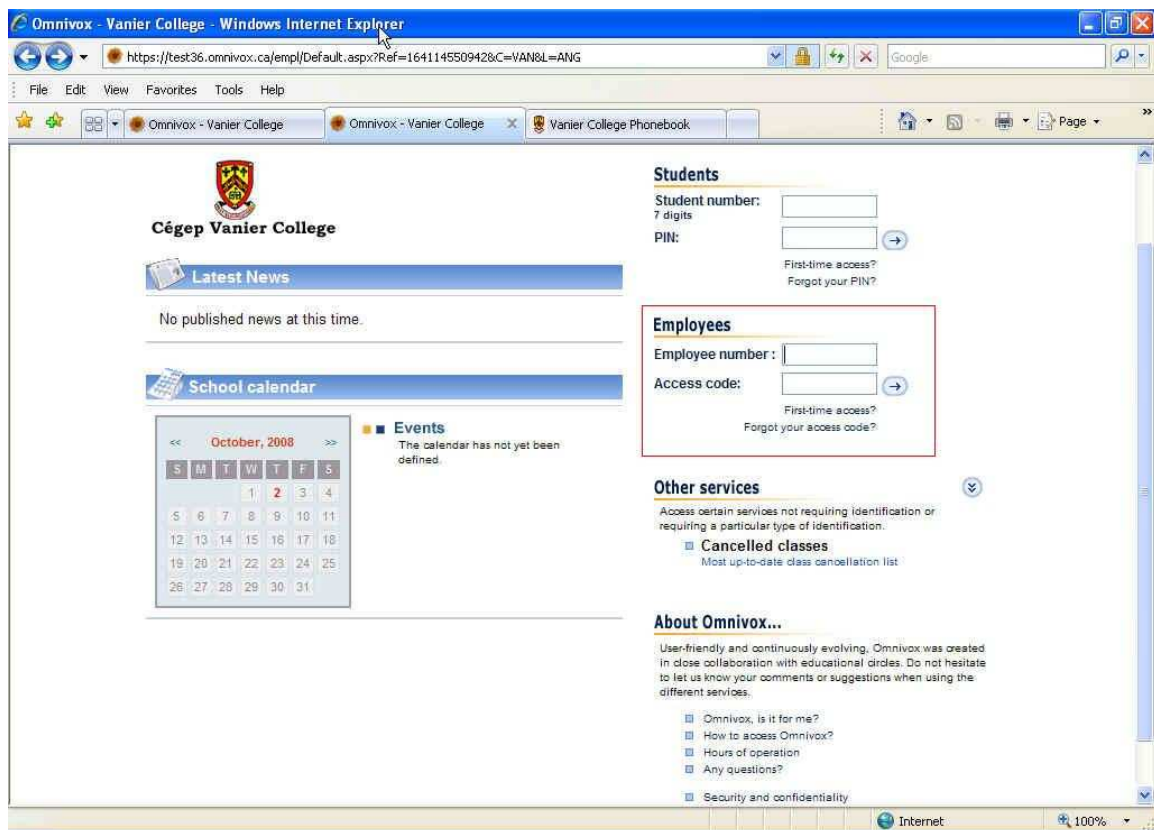 Omnivox - Vanier College - Windows Internet Explorer
https://test36.omnivox.ca/empl/Default.aspx?Ref=1641145509428&C=VAN&L=ANG
Google
File Edit View Favorites Tools Help
Omnivox - Vanier College
Omnivox - Vanier College
Vanier College Phonebook
Page
Cégep Vanier College
Latest News
No published news at this time.
School calendar
<< October, 2008 >>
S M T W T F S
1 2 3 4
5 6 7 8 9 10 11
12 13 14 15 16 17 18
19 20 21 22 23 24 25
26 27 28 29 30 31
Events
The calendar has not yet been
defined.
Students
Student number:
7 digits
PIN:
First-time access?
Forgot your PIN?
Employees
Employee number :
Access code:
First-time access?
Forgot your access code?
Other services
Access certain services not requiring identification or
requiring a particular type of identification.
Cancelled classes
Most up-to-date class cancellation list
About Omnivox...
User-friendly and continuously evolving, Omnivox was created
in close collaboration with educational circles. Do not hesitate
to let us know your comments or suggestions when using the
different services.
Omnivox, is it for me?
How to access Omnivox?
Hours of operation
Any questions?
Security and confidentiality
Internet
100%